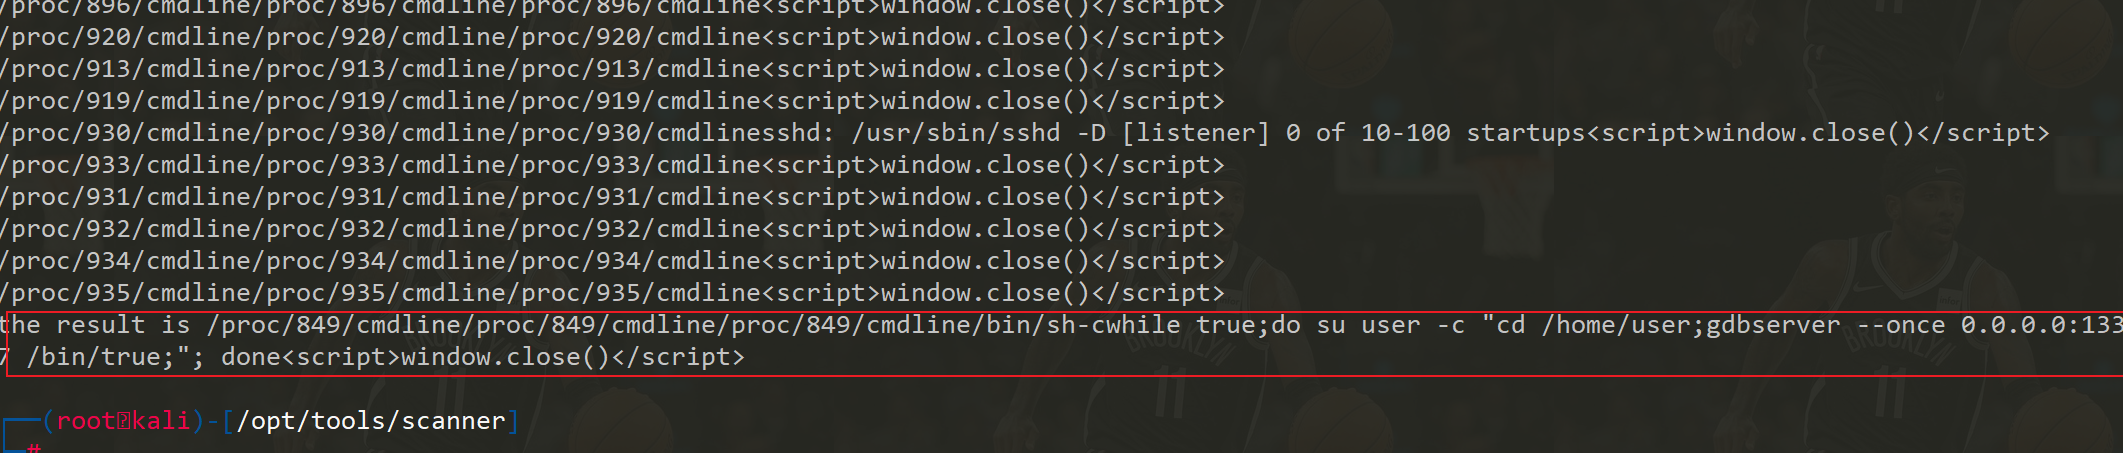 /proc/896/cmdline/proc/896/cmdline/proc/896/cmdline<script>window.close()</script>
/proc/920/cmdline/proc/920/cmdline/proc/920/cmdline<script>window.close()</script>
/proc/913/cmdline/proc/913/cmdline/proc/913/cmdline<script>window.close()</script>
/proc/919/cmdline/proc/919/cmdline/proc/919/cmdline<script>window.close()</script>
/proc/930/cmdline/proc/930/cmdline/proc/930/cmdlinesshd: /usr/sbin/sshd -D [listener] 0 of 10-100 startups<script>window.close()</script>
/proc/933/cmdline/proc/933/cmdline/proc/933/cmdline<script>window.close()</script>
/proc/931/cmdline/proc/931/cmdline/proc/931/cmdline<script>window.close()</script>
/proc/932/cmdline/proc/932/cmdline/proc/932/cmdline<script>window.close()</script>
/proc/934/cmdline/proc/934/cmdline/proc/934/cmdline<script>window.close()</script>
/proc/935/cmdline/proc/935/cmdline/proc/935/cmdline<script>window.close()</script>
the result is /proc/849/cmdline/proc/849/cmdline/proc/849/cmdline/bin/sh-cwhile true;do su user -c "cd /home/user;gdbserver --once 0.0.0.0:133
7 /bin/true;"; done<script>window.close()</script>
(root kali)-[/opt/tools/scanner]
#
BROOKLYN
11
BROOKLYN
11
BROOKLYN
11